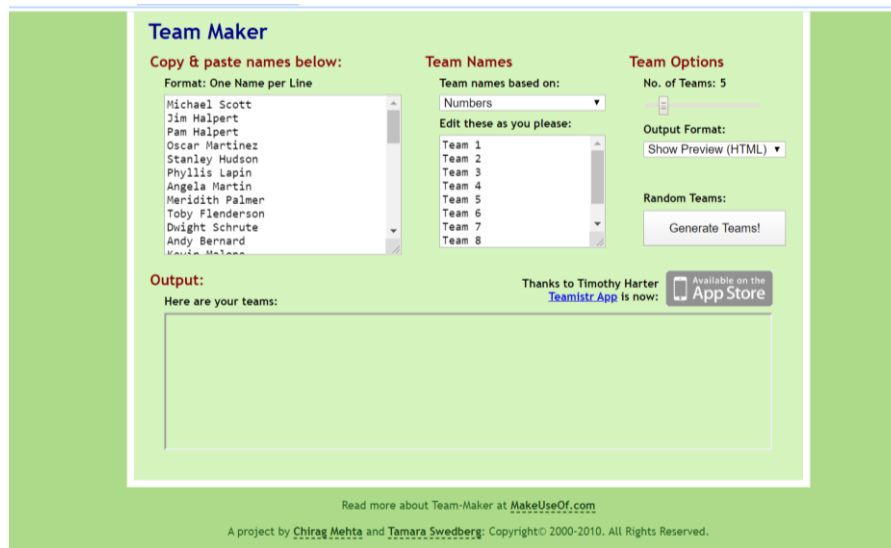 Team Maker
Copy & paste names below:
Format: One Name per Line
Michael Scott
Jim Halpert
Pam Halpert
Oscar Martinez
Stanley Hudson
Phyllis Lapin
Angela Martin
Meridith Palmer
Toby Flenderson
Dwight Schrute
Andy Bernard
Kevin Malone
Team Names
Team names based on:
Numbers
Edit these as you please:
Team 1
Team 2
Team 3
Team 4
Team 5
Team 6
Team 7
Team 8
Team Options
No. of Teams: 5
Output Format:
Show Preview (HTML)
Random Teams:
Generate Teams!
Output:
Here are your teams:
Thanks to Timothy Harter
Teamistr App is now:
Available on the
App Store
Read more about Team-Maker at MakeUseOf.com
A project by Chirag Mehta and Tamara Swedberg: Copyright© 2000-2010. All Rights Reserved.